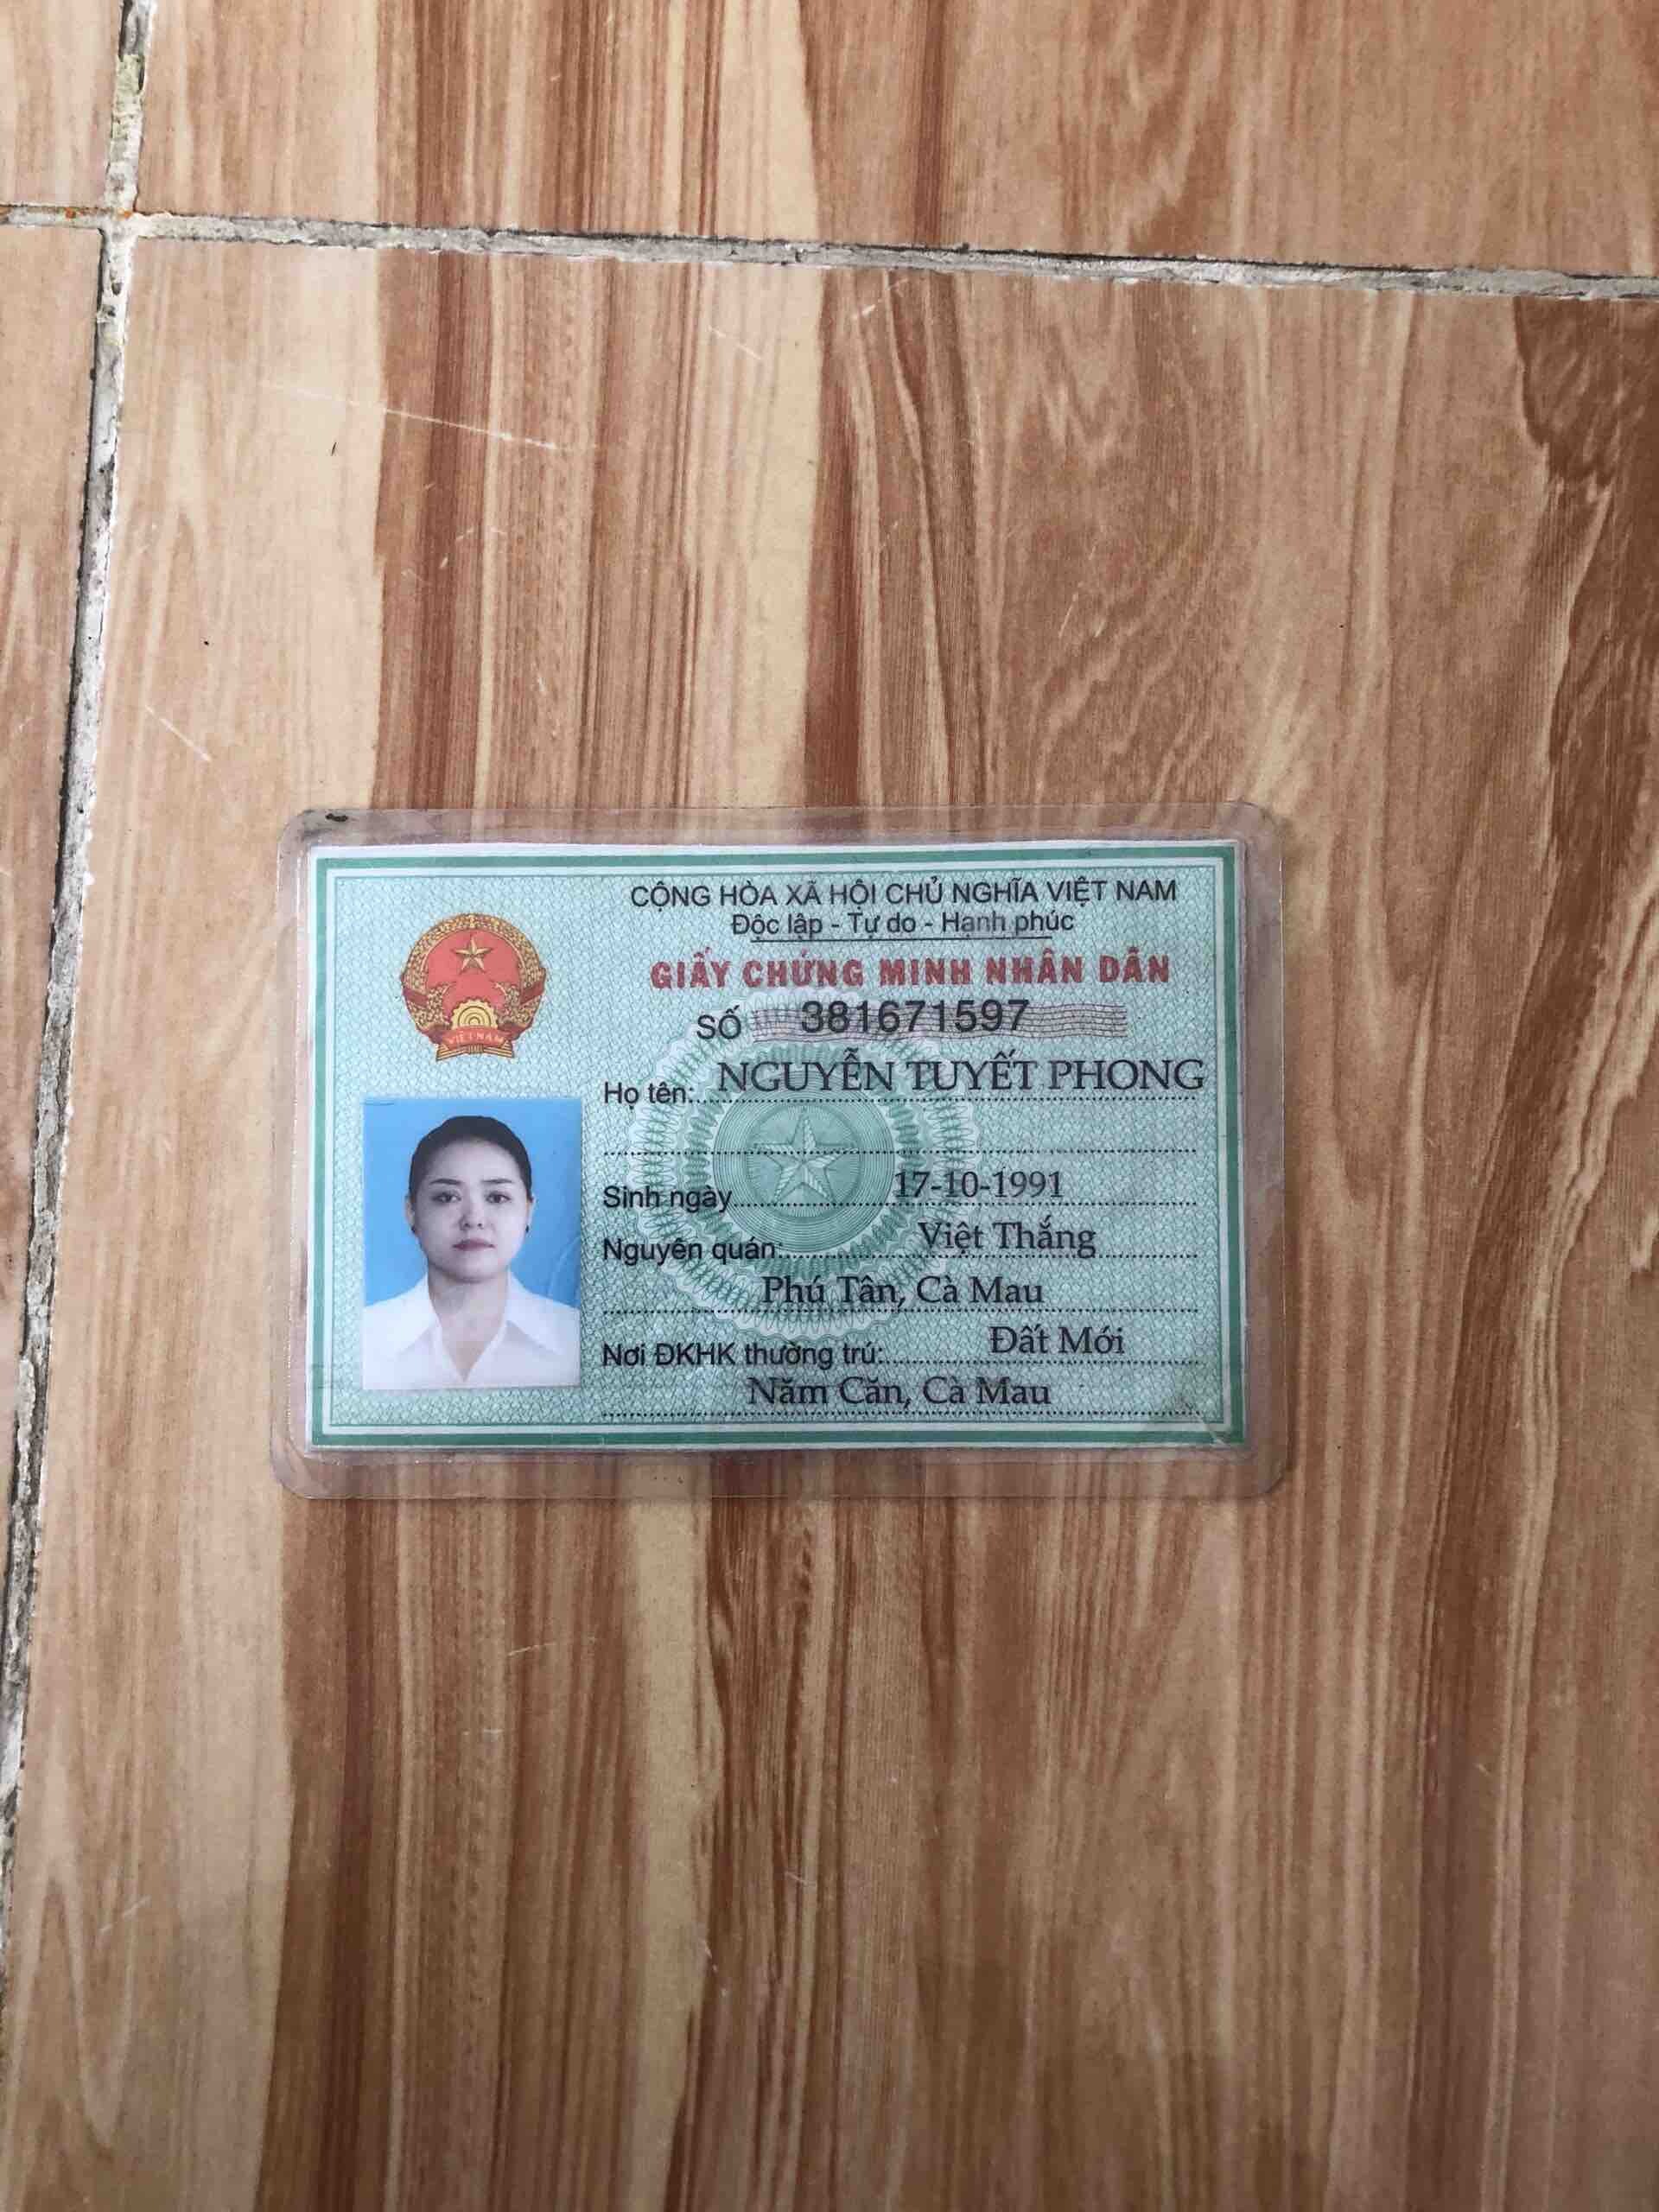 CỘNG HÒA XÃ HỘI CHỦ NGHĨA VIỆT NAM
Độc lập - Tự do - Hạnh phúc
GIẤY CHỨNG MINH NHÂN DÂN
SỐ 381671597
VIỆT NAM
Họ tên: NGUYỄN TUYẾT PHONG
Sinh ngày 17-10-1991
Nguyên quán: Việt Thắng
Phú Tân, Cà Mau
Nơi ĐKHK thường trú: Đất Mới
Năm Căn, Cà Mau